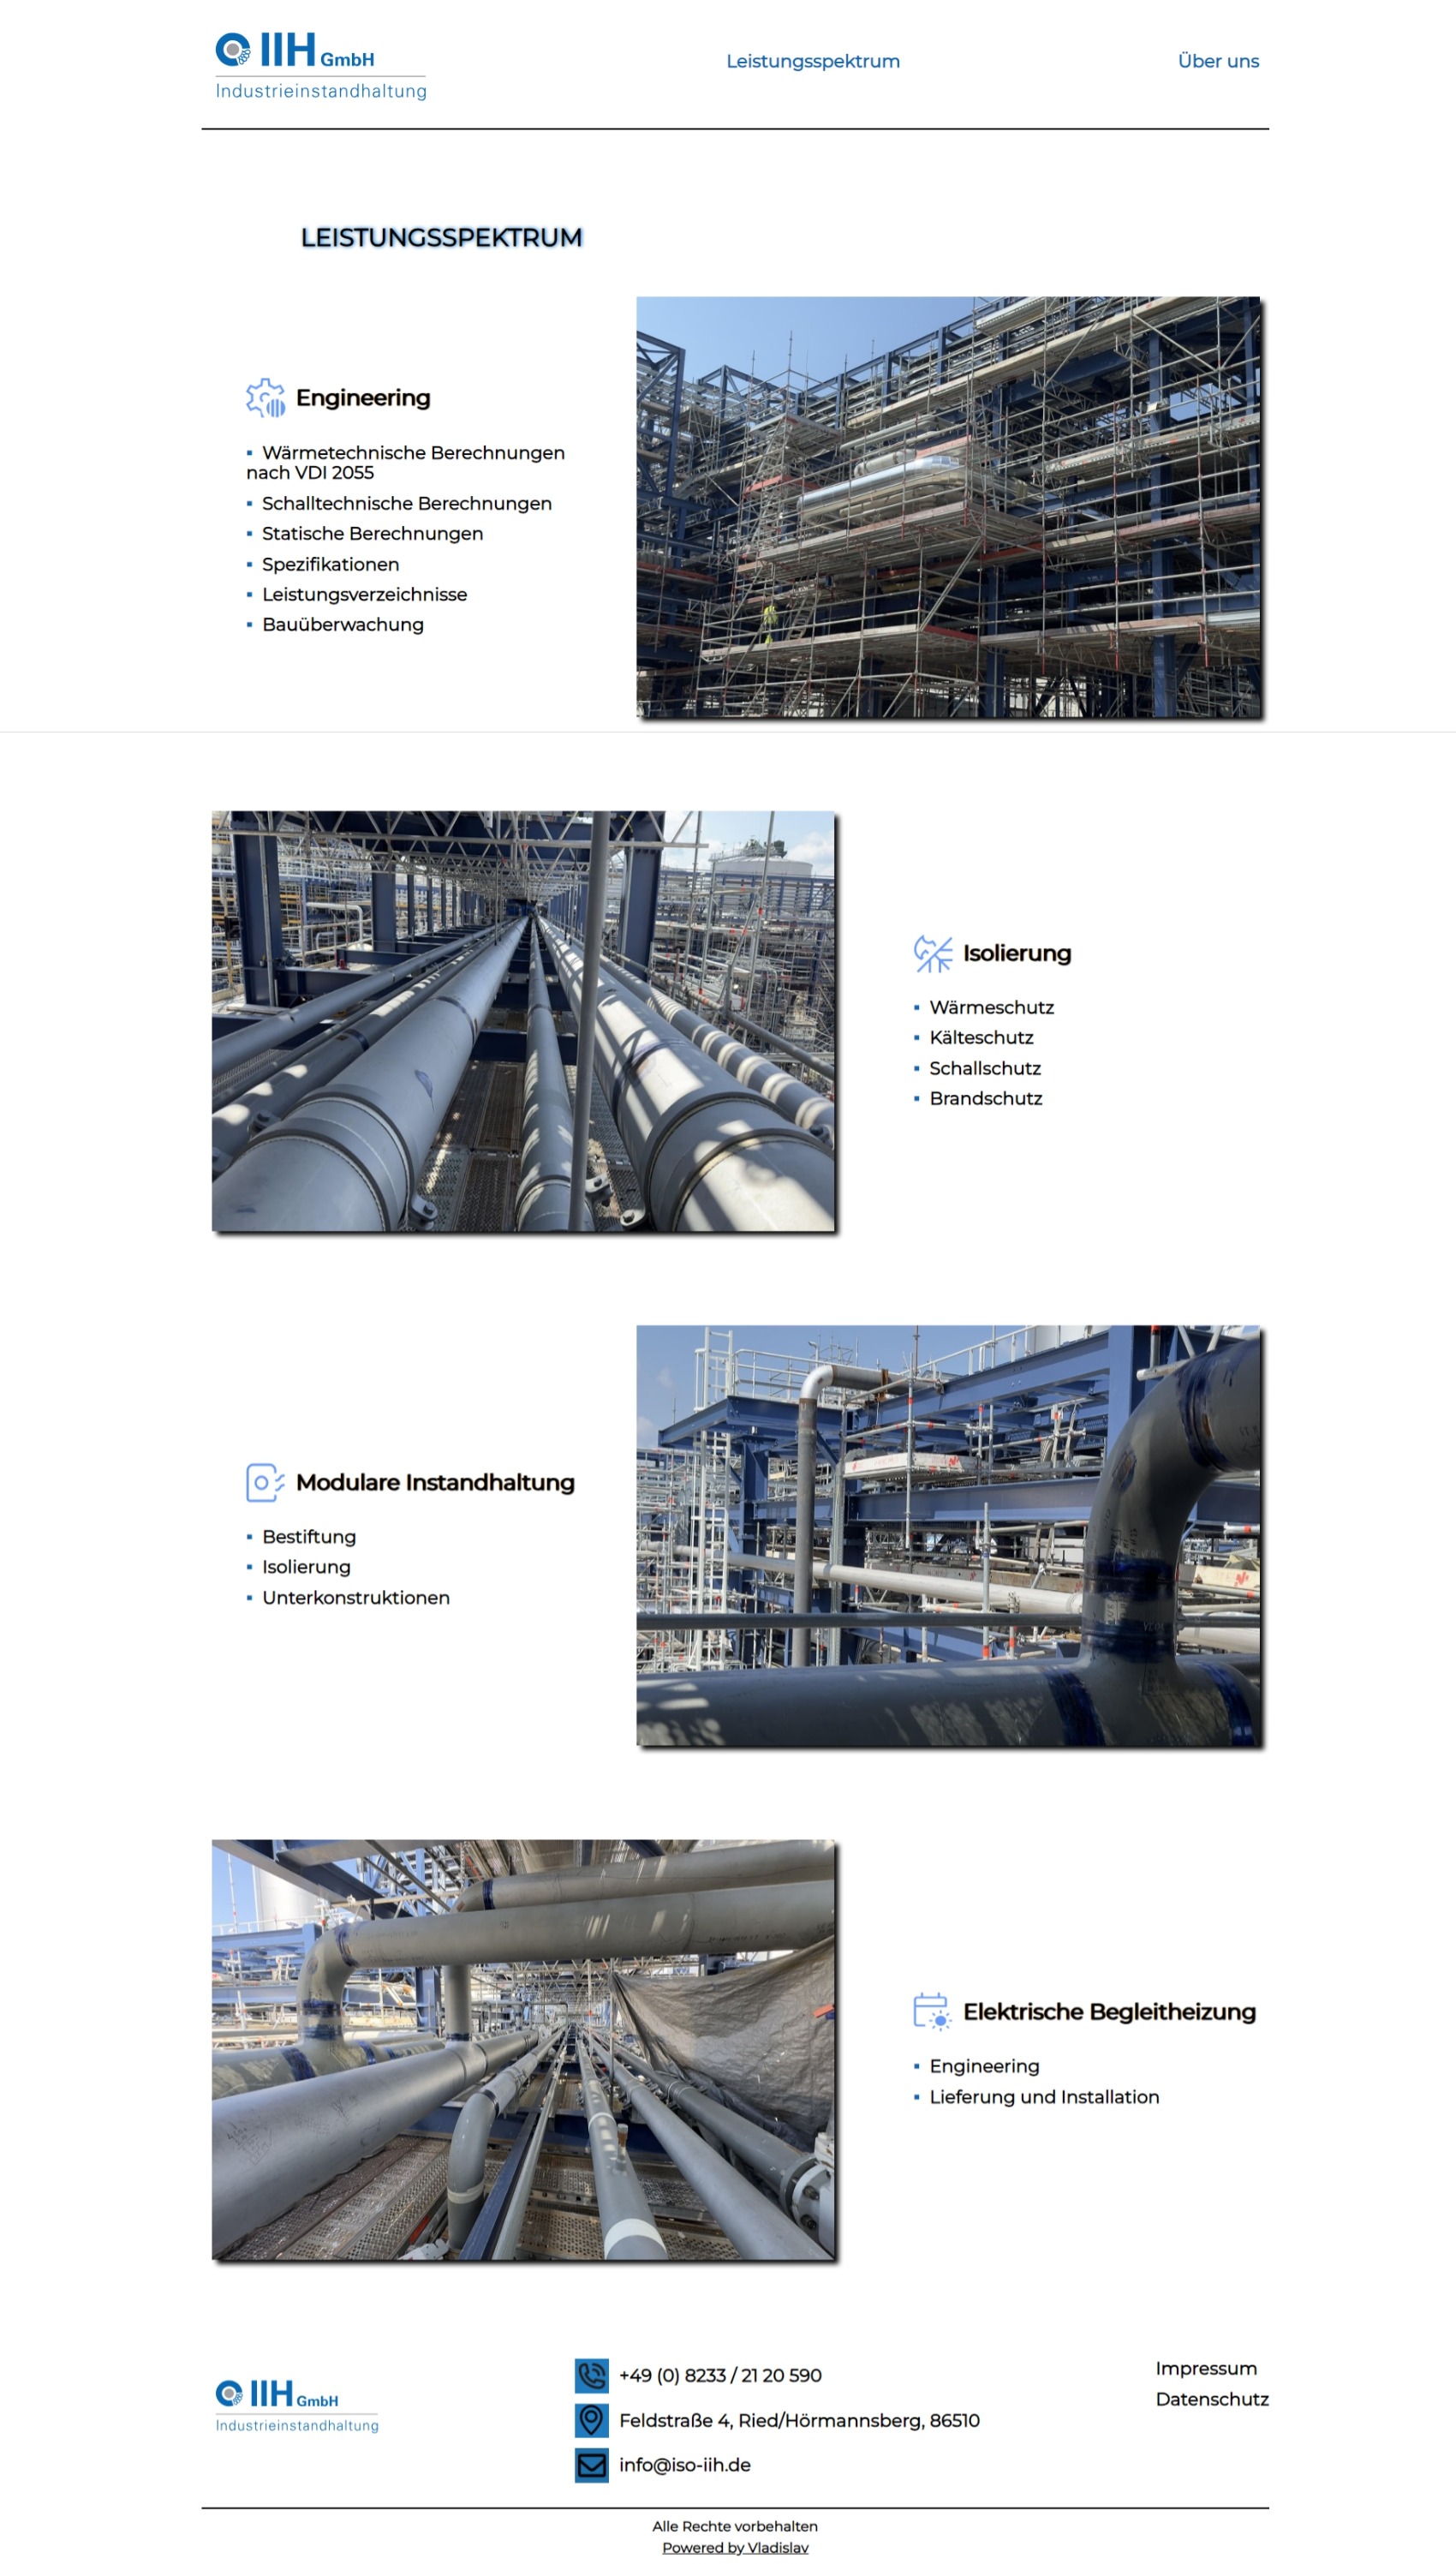 IIH GmbH
Industrieinstandhaltung
Leistungsspektrum
Über uns
LEISTUNGSSPEKTRUM
Engineering
▪ Wärmetechnische Berechnungen
nach VDI 2055
▪ Schalltechnische Berechnungen
▪ Statische Berechnungen
▪ Spezifikationen
▪ Leistungsverzeichnisse
▪ Bauüberwachung
Isolierung
▪ Wärmeschutz
▪ Kälteschutz
▪ Schallschutz
▪ Brandschutz
Modulare Instandhaltung
▪ Bestiftung
▪ Isolierung
▪ Unterkonstruktionen
Elektrische Begleitheizung
▪ Engineering
▪ Lieferung und Installation
IIH GmbH
Industrieinstandhaltung
+49 (0) 8233 / 21 20 590
Feldstraße 4, Ried/Hörmannsberg, 86510
info@iso-iih.de
Impressum
Datenschutz
Alle Rechte vorbehalten
Powered by Vladislav